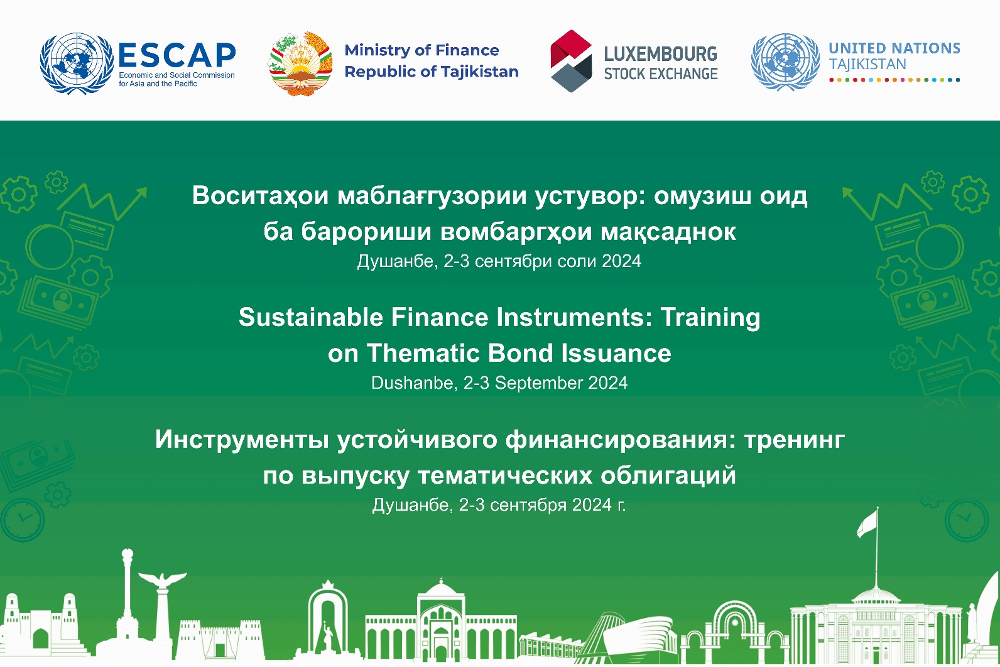 ESCAP
Economic and Social Commission
for Asia and the Pacific
Ministry of Finance
Republic of Tajikistan
LUXEMBOURG
STOCK EXCHANGE
UNITED NATIONS
TAJIKISTAN
Воситаҳои маблағгузории устувор: омузиш оид
ба барориши вомбаргҳои мақсаднок
Душанбе, 2-3 сентябри соли 2024
Sustainable Finance Instruments: Training
on Thematic Bond Issuance
Dushanbe, 2-3 September 2024
Инструменты устойчивого финансирования: тренинг
по выпуску тематических облигаций
Душанбе, 2-3 сентября 2024 г.